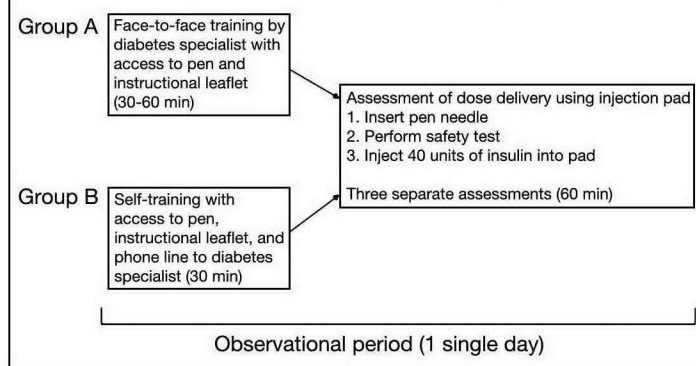 Group A
Face-to-face training by
diabetes specialist with
access to pen and
instructional leaflet
(30-60 min)
Assessment of dose delivery using injection pad
1. Insert pen needle
2. Perform safety test
3. Inject 40 units of insulin into pad
Three separate assessments (60 min)
Group B
Self-training with
access to pen,
instructional leaflet, and
phone line to diabetes
specialist (30 min)
Observational period (1 single day)